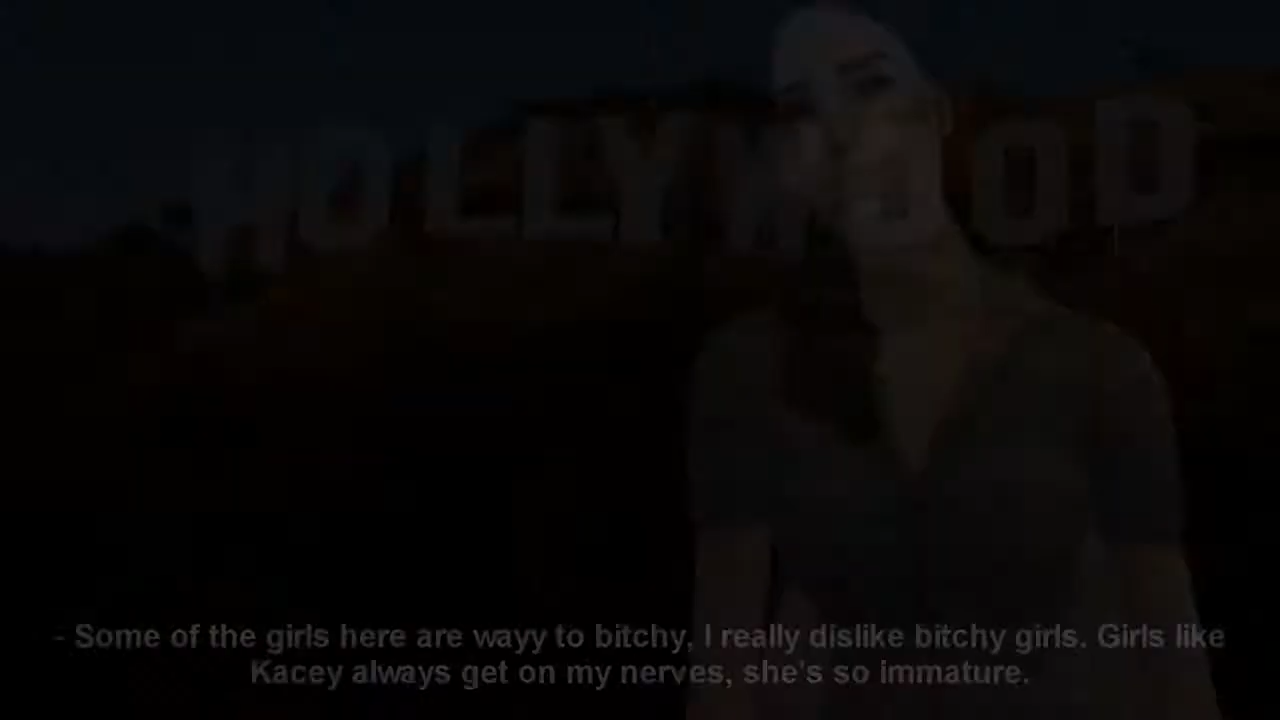 HOLLYWOOD
- Some of the girls here are wayy to bitchy, I really dislike bitchy girls. Girls like
Kacey always get on my nerves, she's so immature.